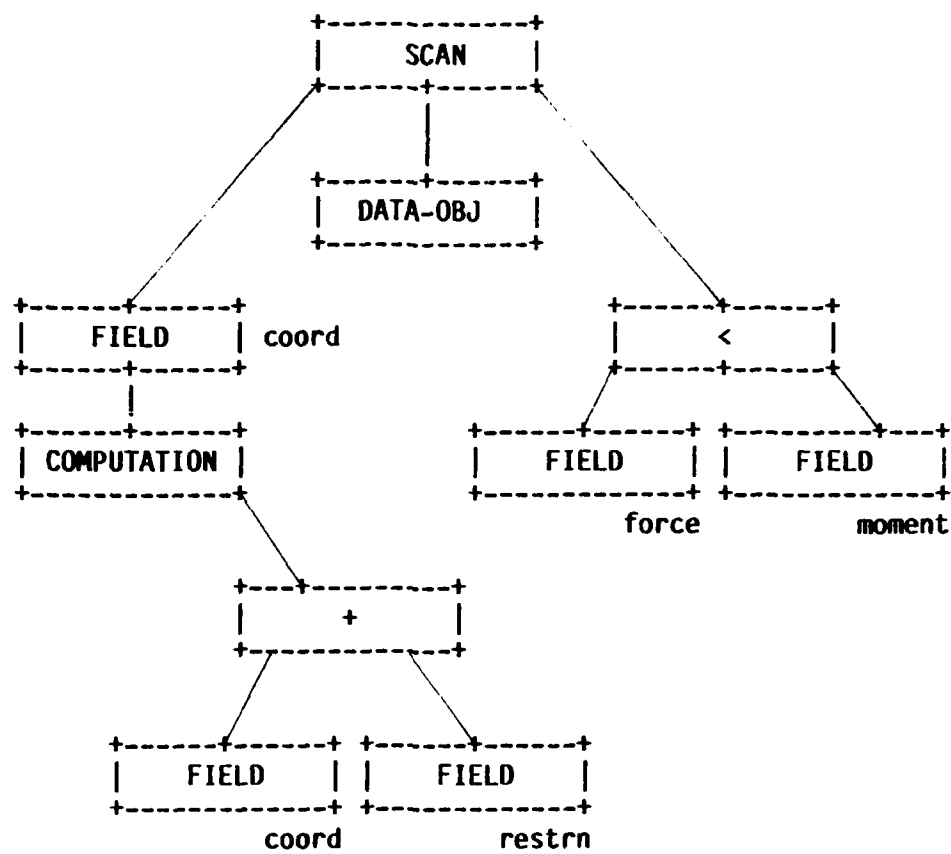 SCAN
DATA-OBJ
FIELD coord
<
COMPUTATION
FIELD FIELD
force moment
+
FIELD FIELD
coord restrn